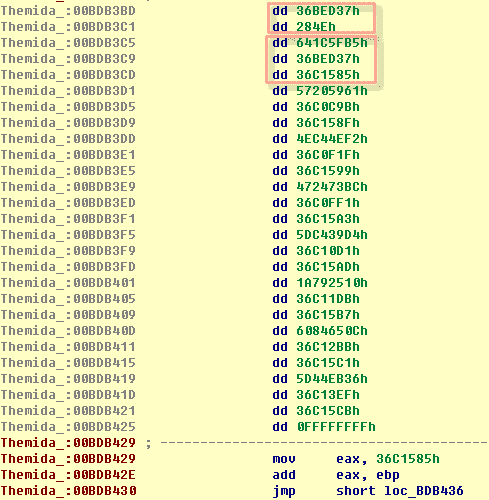 Themida_:00BDB3BD dd 36BED37h
Themida_:00BDB3C1 dd 284Eh
Themida_:00BDB3C5 dd 641C5FB5h
Themida_:00BDB3C9 dd 36BED37h
Themida_:00BDB3CD dd 36C1585h
Themida_:00BDB3D1 dd 57205961h
Themida_:00BDB3D5 dd 36C0C9Bh
Themida_:00BDB3D9 dd 36C158Fh
Themida_:00BDB3DD dd 4EC44EF2h
Themida_:00BDB3E1 dd 36C0F1Fh
Themida_:00BDB3E5 dd 36C1599h
Themida_:00BDB3E9 dd 472473BCh
Themida_:00BDB3ED dd 36C0FF1h
Themida_:00BDB3F1 dd 36C15A3h
Themida_:00BDB3F5 dd 5DC439D4h
Themida_:00BDB3F9 dd 36C10D1h
Themida_:00BDB3FD dd 36C15ADh
Themida_:00BDB401 dd 1A792510h
Themida_:00BDB405 dd 36C11DBh
Themida_:00BDB409 dd 36C15B7h
Themida_:00BDB40D dd 6084650Ch
Themida_:00BDB411 dd 36C12BBh
Themida_:00BDB415 dd 36C15C1h
Themida_:00BDB419 dd 5D44EB36h
Themida_:00BDB41D dd 36C13EFh
Themida_:00BDB421 dd 36C15CBh
Themida_:00BDB425 dd 0FFFFFFFFh
Themida_:00BDB429 ; ---------------------------------------
Themida_:00BDB429 mov eax, 36C1585h
Themida_:00BDB42E add eax, ebp
Themida_:00BDB430 jmp short loc_BDB436